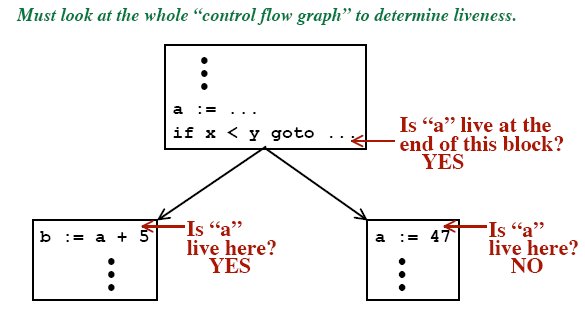 Must look at the whole “control flow graph” to determine liveness.
a := ...
if x < y goto ...
Is “a” live at the
end of this block?
YES
b := a + 5
Is “a”
live here?
YES
a := 47
Is “a”
live here?
NO